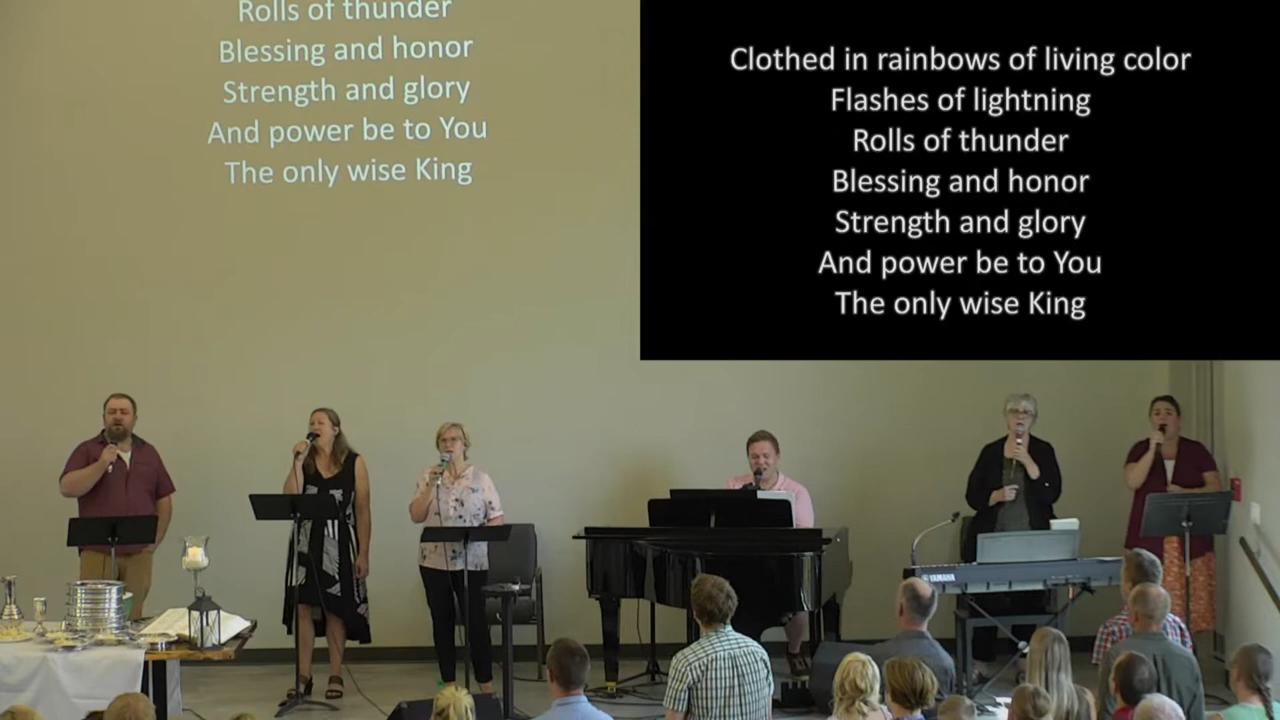 Rolls of thunder
Blessing and honor
Strength and glory
And power be to You
The only wise King
Clothed in rainbows of living color
Flashes of lightning
Rolls of thunder
Blessing and honor
Strength and glory
And power be to You
The only wise King
YAMAHA